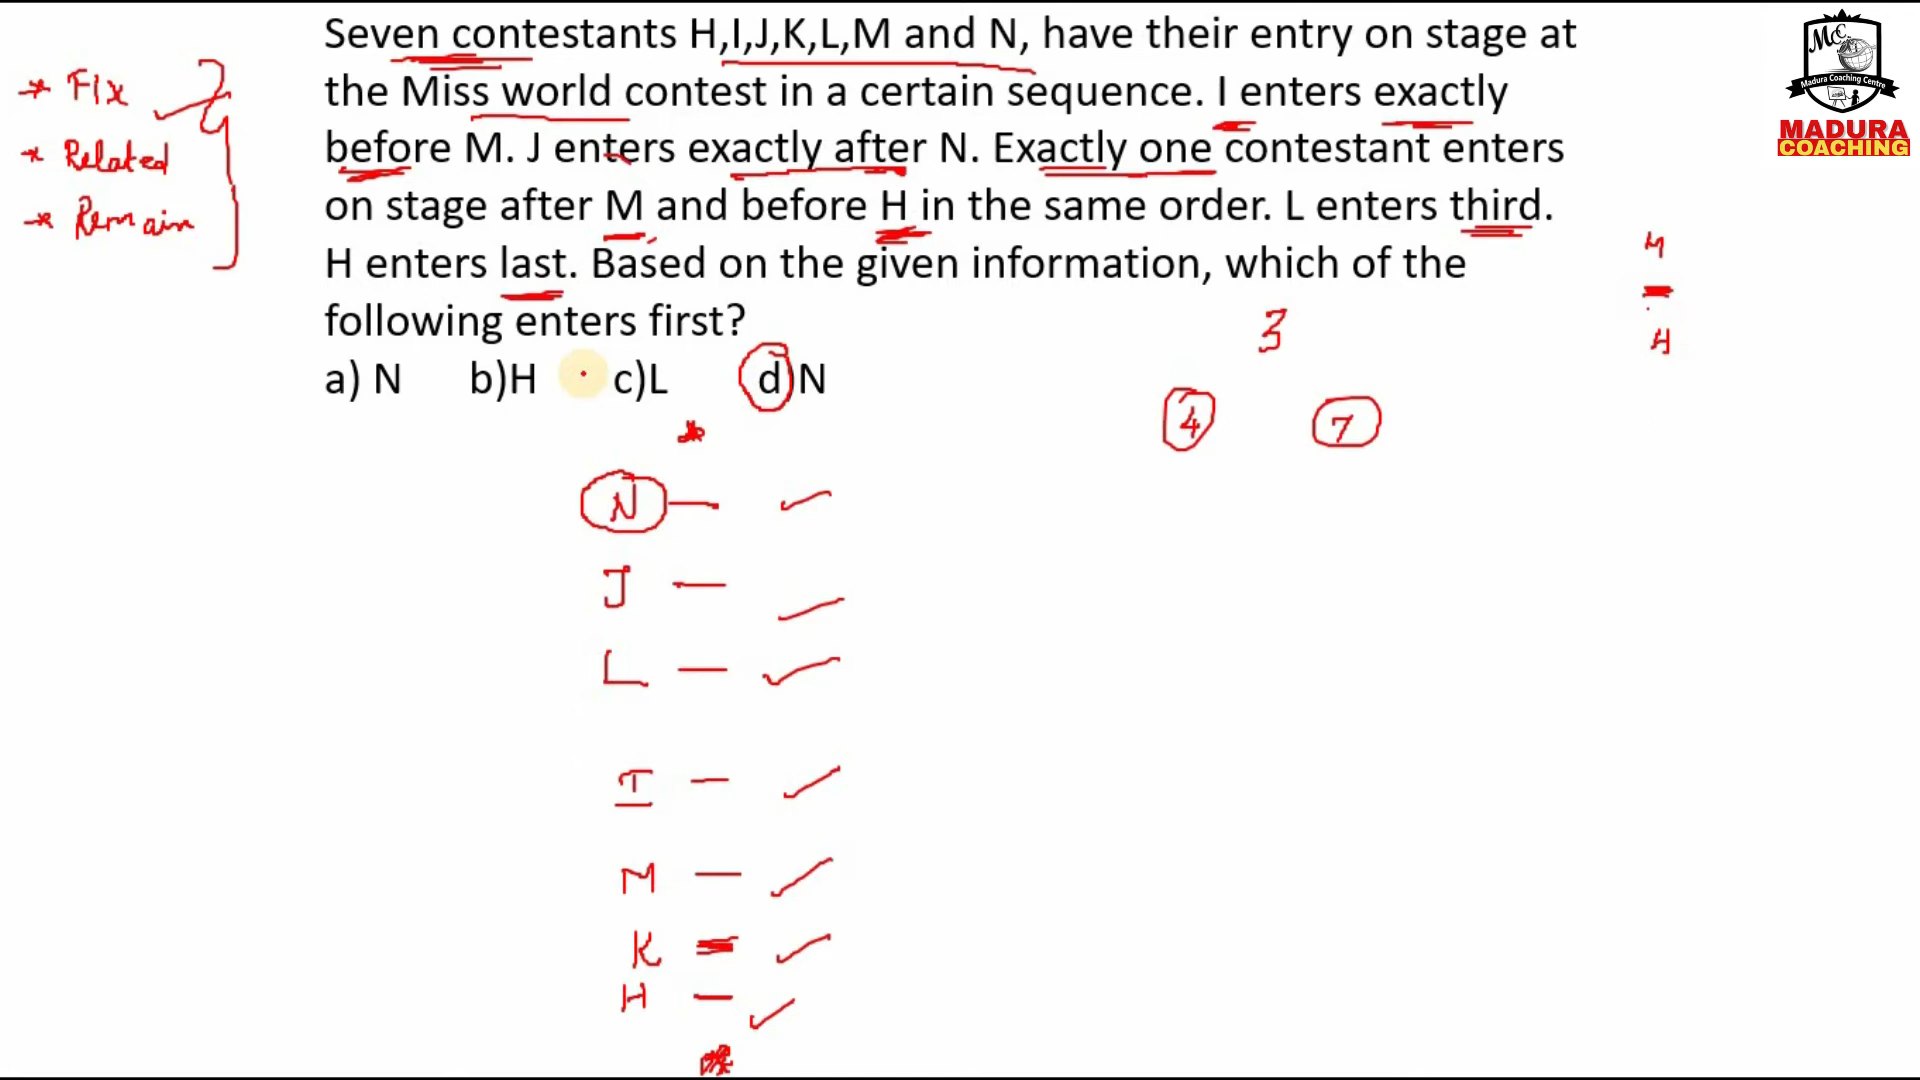 Seven contestants H,I,J,K,L,M and N, have their entry on stage at
the Miss world contest in a certain sequence. I enters exactly
before M. J enters exactly after N. Exactly one contestant enters
on stage after M and before H in the same order. L enters third.
H enters last. Based on the given information, which of the
following enters first?
a) N b)H c)L d)N
* Fix
* Related
* Remain
M
H
3
4 7
N
J
L
I
M
K
H
MCC
Madura Coaching Centre
MADURA
COACHING